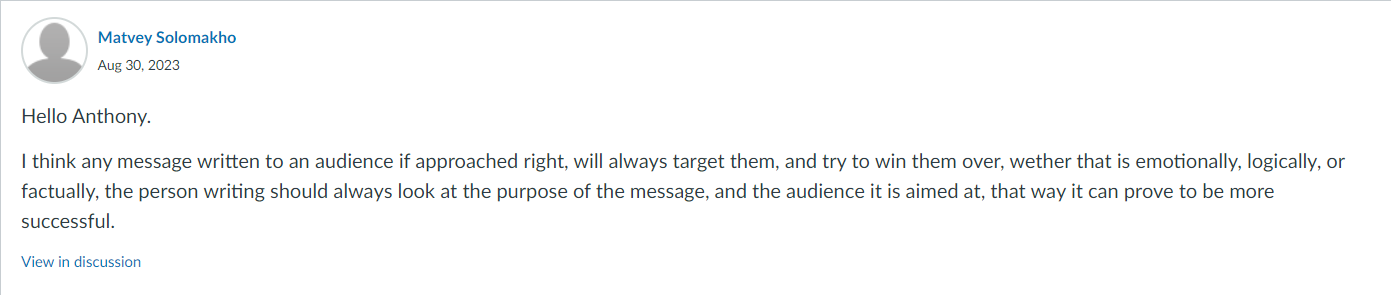 Matvey Solomakho
Aug 30, 2023
Hello Anthony.
I think any message written to an audience if approached right, will always target them, and try to win them over, wether that is emotionally, logically, or
factually, the person writing should always look at the purpose of the message, and the audience it is aimed at, that way it can prove to be more
successful.
View in discussion